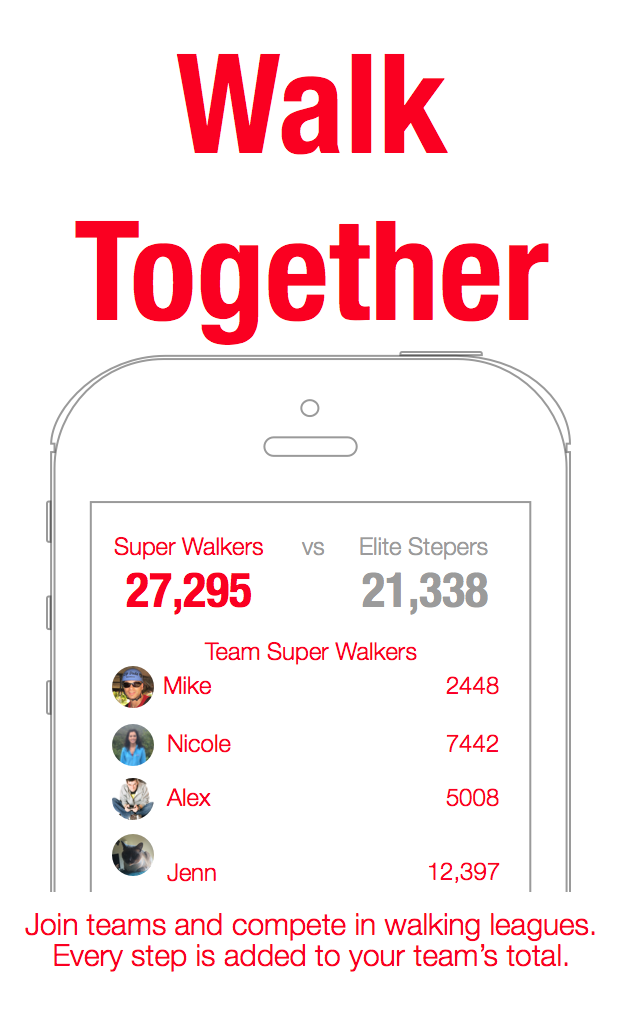 Walk
Together
Super Walkers vs Elite Stepers
27,295 21,338
Team Super Walkers
Mike 2448
Nicole 7442
Alex 5008
Jenn 12,397
Join teams and compete in walking leagues.
Every step is added to your team’s total.